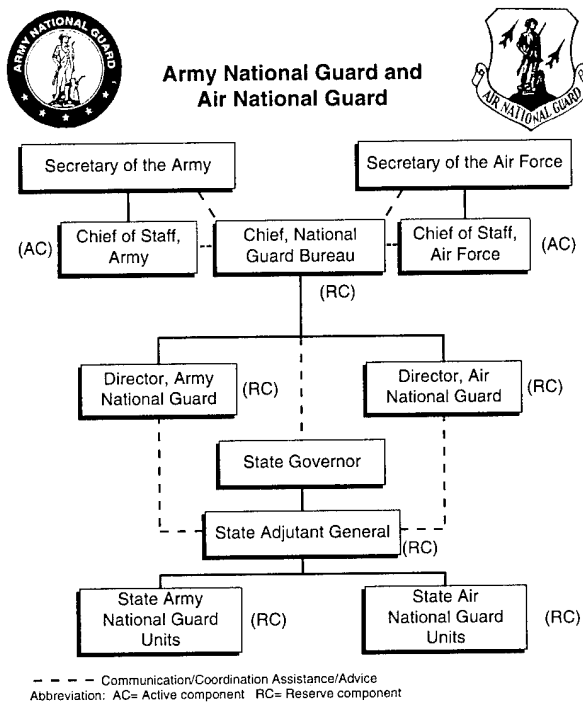 ARMY NATIONAL GUARD
Army National Guard and
Air National Guard
AIR NATIONAL GUARD
Secretary of the Army
Secretary of the Air Force
(AC)
Chief of Staff,
Army
Chief, National
Guard Bureau
Chief of Staff,
Air Force
(AC)
(RC)
Director, Army
National Guard
(RC)
Director, Air
National Guard
(RC)
State Governor
State Adjutant General
(RC)
State Army
National Guard
Units
(RC)
State Air
National Guard
Units
(RC)
Communication/Coordination Assistance/Advice
Abbreviation: AC= Active component RC= Reserve component